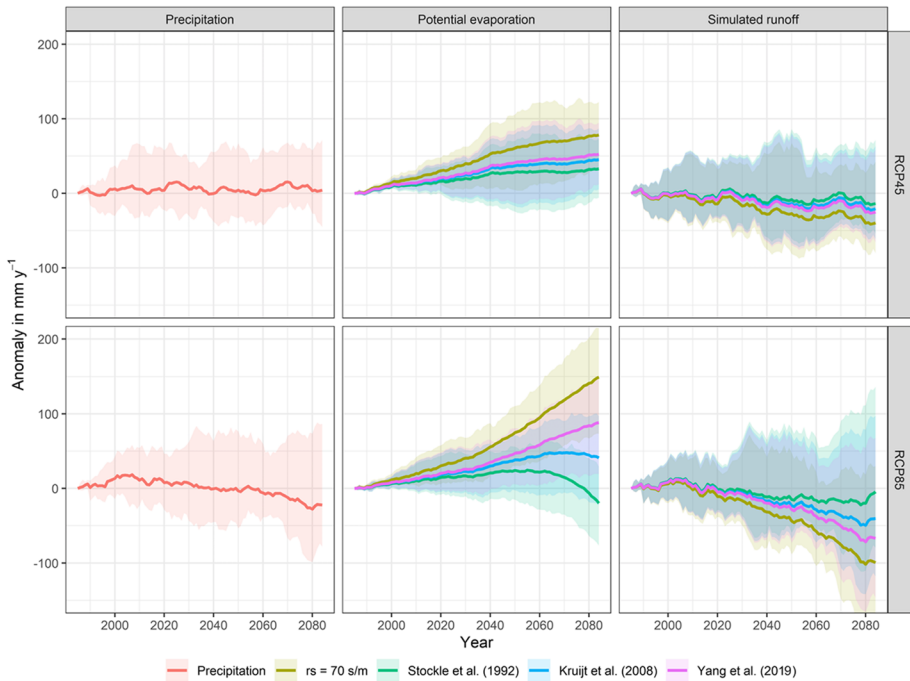 Precipitation
Potential evaporation
Simulated runoff
200
100
0
-100
RCP45
200
100
0
-100
RCP85
Anomaly in mm y⁻¹
2000 2020 2040 2060 2080
2000 2020 2040 2060 2080
2000 2020 2040 2060 2080
Year
Precipitation
rs = 70 s/m
Stockle et al. (1992)
Kruijt et al. (2008)
Yang et al. (2019)